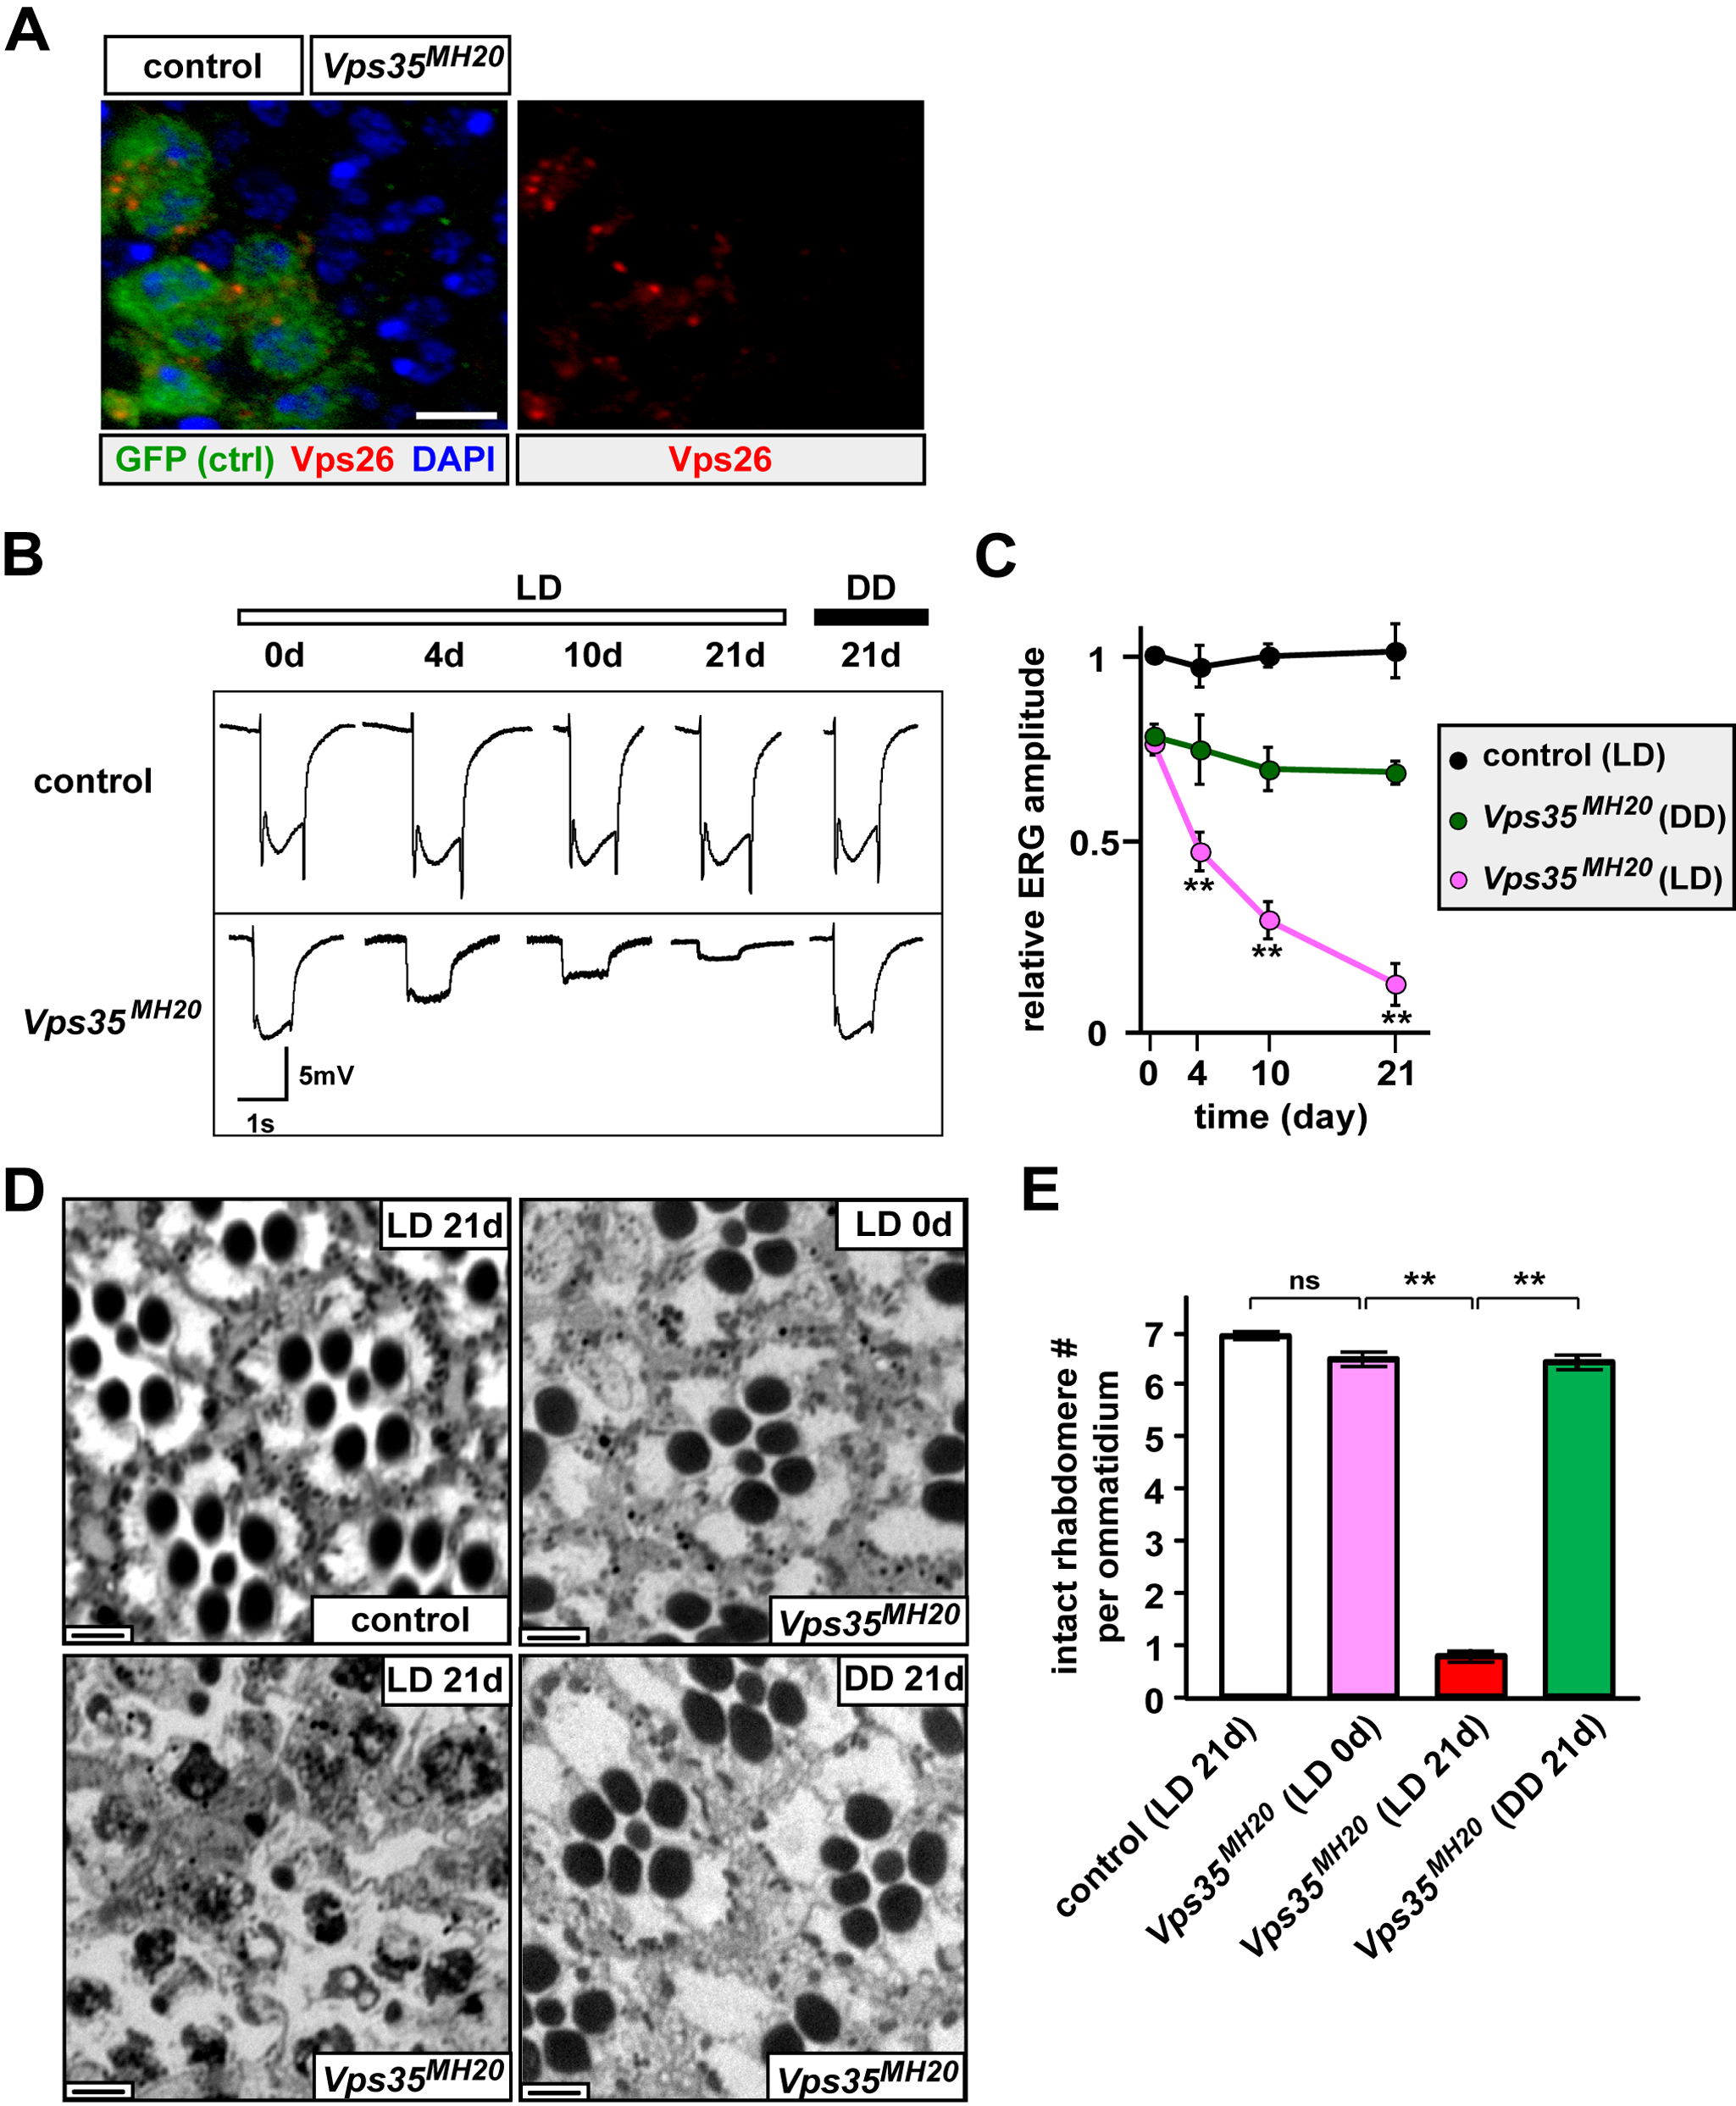 A
control Vps35MH20
GFP (ctrl) Vps26 DAPI
Vps26
B
LD DD
0d 4d 10d 21d 21d
control
Vps35MH20
5mV
1s
C
relative ERG amplitude
1
0.5
0
0 4 10 21
time (day)
**
**
**
control (LD)
Vps35MH20 (DD)
Vps35MH20 (LD)
D
LD 21d
control
LD 0d
Vps35MH20
LD 21d
Vps35MH20
DD 21d
Vps35MH20
E
ns ** **
intact rhabdomere #
per ommatidium
7
6
5
4
3
2
1
0
control (LD 21d)
Vps35MH20 (LD 0d)
Vps35MH20 (LD 21d)
Vps35MH20 (DD 21d)